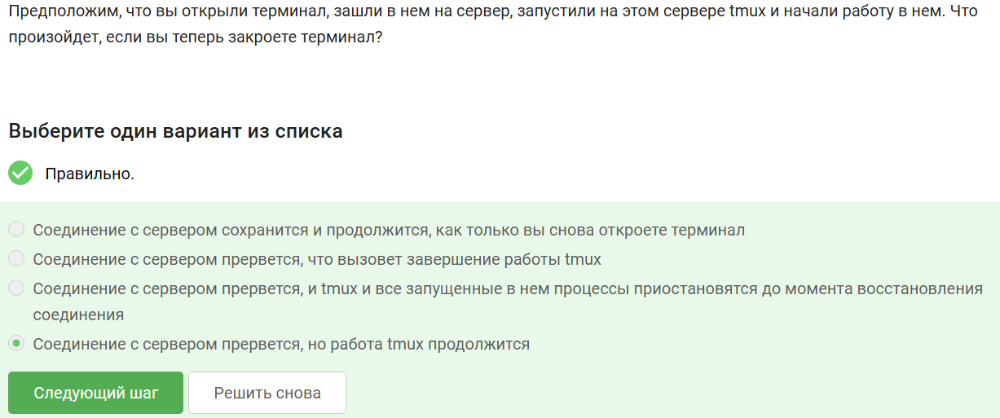 Предположим, что вы открыли терминал, зашли в нем на сервер, запустили на этом сервере tmux и начали работу в нем. Что
произойдет, если вы теперь закроете терминал?
Выберите один вариант из списка
Правильно.
Соединение с сервером сохранится и продолжится, как только вы снова откроете терминал
Соединение с сервером прервется, что вызовет завершение работы tmux
Соединение с сервером прервется, и tmux и все запущенные в нем процессы приостановятся до момента восстановления
соединения
Соединение с сервером прервется, но работа tmux продолжится
Следующий шаг
Решить снова